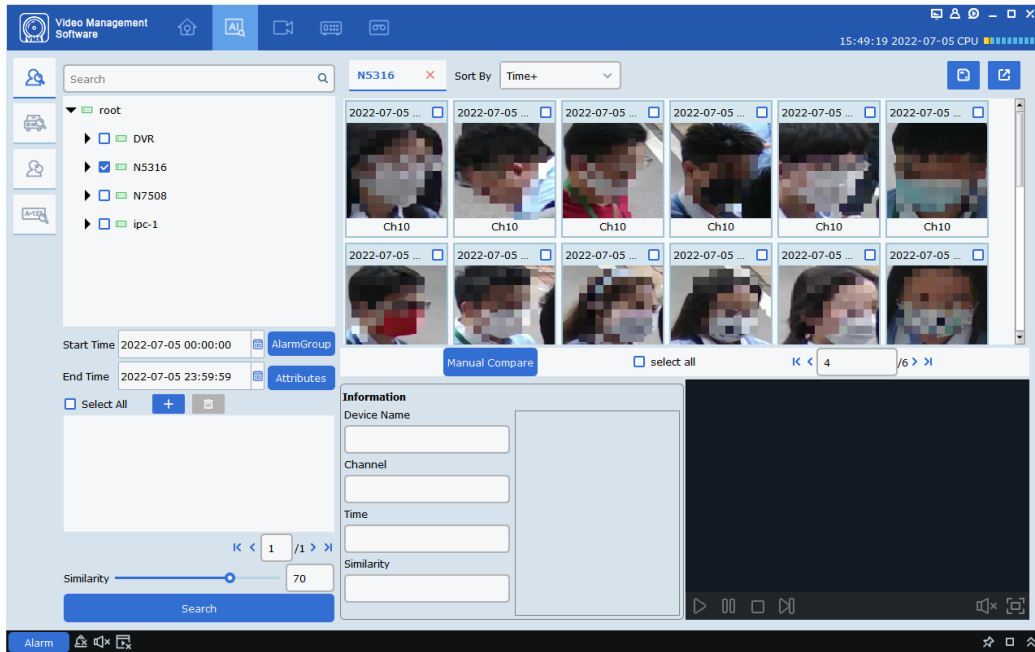 Video Management
Software
AI
15:49:19 2022-07-05 CPU
Search
N5316
Sort By
Time+
root
DVR
N5316
N7508
ipc-1
2022-07-05 ...
2022-07-05 ...
2022-07-05 ...
2022-07-05 ...
2022-07-05 ...
2022-07-05 ...
Ch10
Ch10
Ch10
Ch10
Ch10
Ch10
2022-07-05 ...
2022-07-05 ...
2022-07-05 ...
2022-07-05 ...
2022-07-05 ...
2022-07-05 ...
Start Time 2022-07-05 00:00:00 AlarmGroup
End Time 2022-07-05 23:59:59 Attributes
Select All
1 /1
Similarity 70
Search
Manual Compare
select all
4 /6
Information
Device Name
Channel
Time
Similarity
Alarm